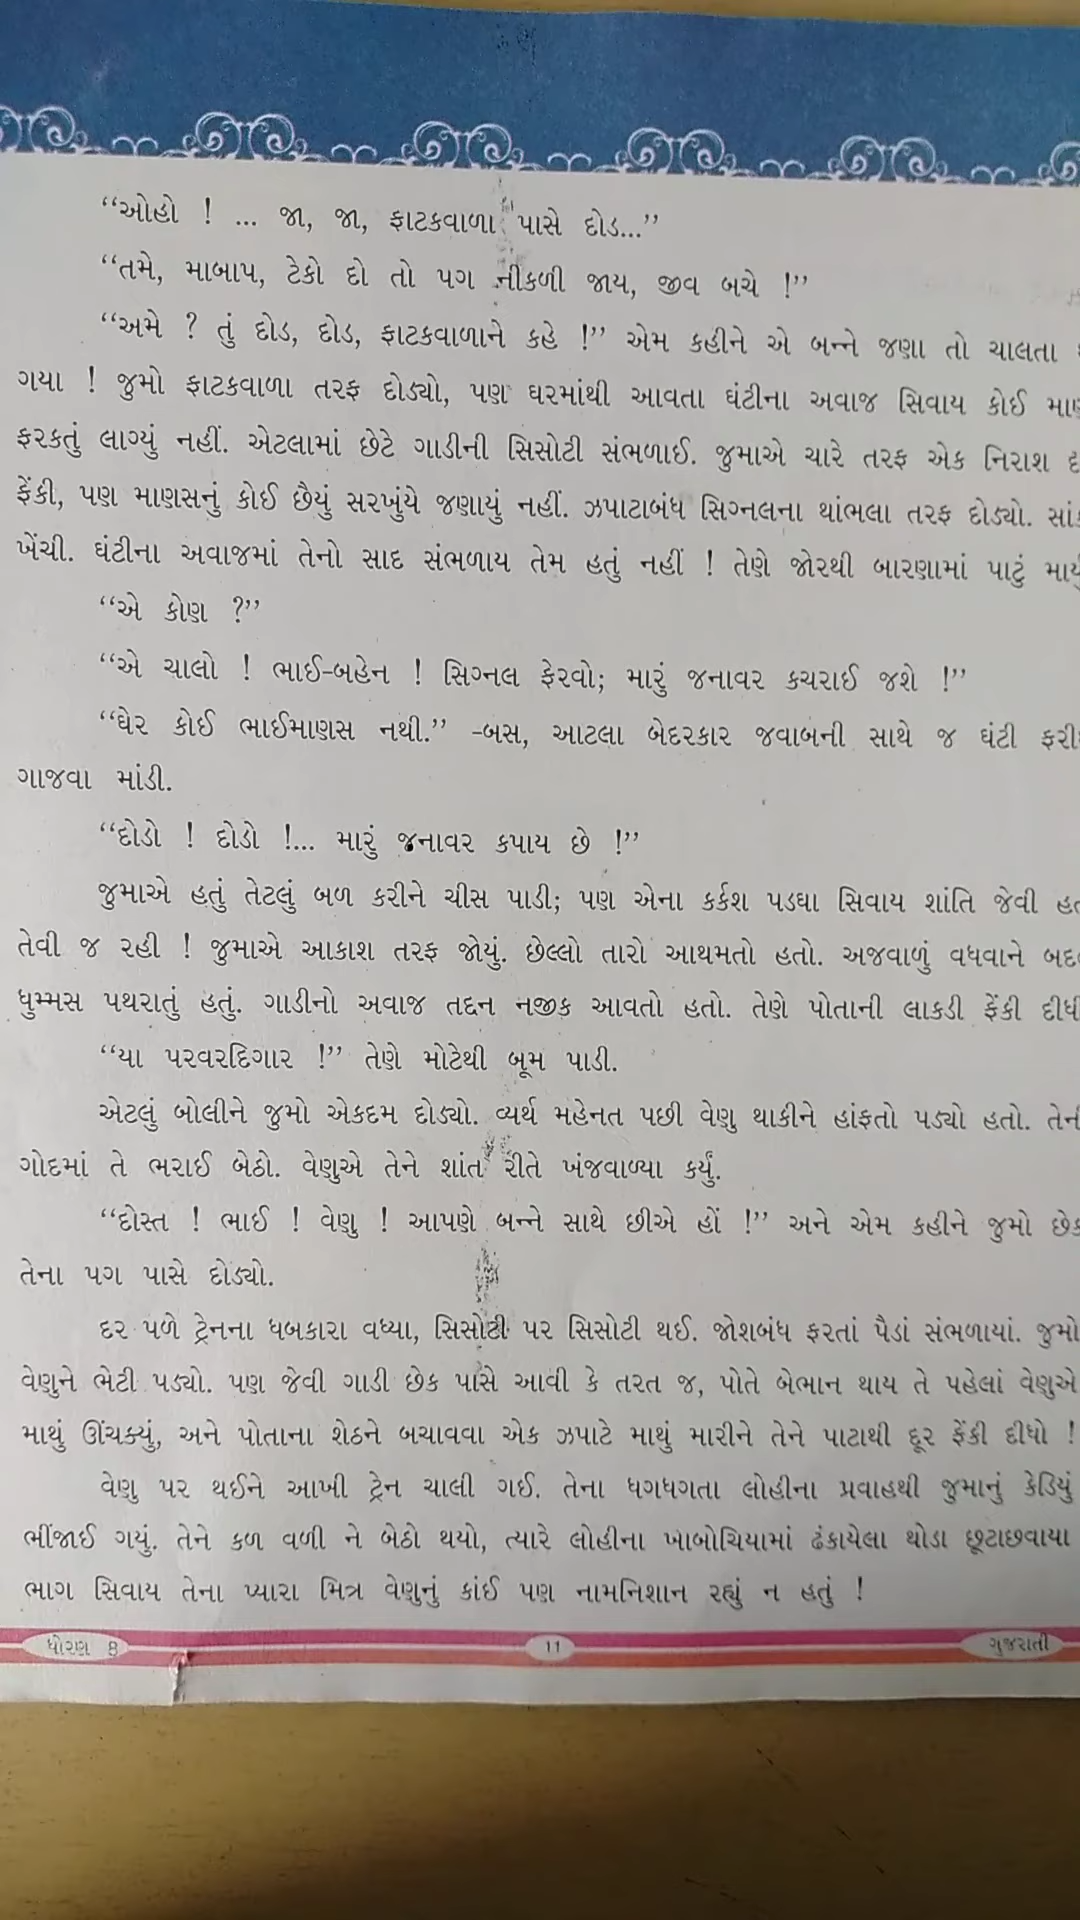 “ઓહો ! ... જા, જા, ફાટકવાળા પાસે દોડ...”
“તમે, માબાપ, ટેકો દો તો પગ નીકળી જાય, જીવ બચે !”
“અમે ? તું દોડ, દોડ, ફાટકવાળાને કહે !” એમ કહીને એ બન્ને જણા તો ચાલતા
ગયા ! જુમો ફાટકવાળા તરફ દોડ્યો, પણ ઘરમાંથી આવતા ઘંટીના અવાજ સિવાય કોઈ
ફરકતું લાગ્યું નહીં. એટલામાં છેટે ગાડીની સિસોટી સંભળાઈ. જુમાએ ચારે તરફ એક નિરાશ
ફેંકી, પણ માણસનું કોઈ છૈયું સરખુંયે જણાયું નહીં. ઝપાટાબંધ સિગ્નલના થાંભલા તરફ દોડ્યો.
ખેંચી. ઘંટીના અવાજમાં તેનો સાદ સંભળાય તેમ હતું નહીં ! તેણે જોરથી બારણામાં પાટું
“એ કોણ ?”
“એ ચાલો ! ભાઈ-બહેન ! સિગ્નલ ફેરવો; મારું જનાવર કચરાઈ જશે !”
“ઘેર કોઈ ભાઈમાણસ નથી.” -બસ, આટલા બેદરકાર જવાબની સાથે જ ઘંટી
ગાજવા માંડી.
“દોડો ! દોડો !... મારું જનાવર કપાય છે !”
જુમાએ હતું તેટલું બળ કરીને ચીસ પાડી; પણ એના કર્કશ પડઘા સિવાય શાંતિ જેવી
તેવી જ રહી ! જુમાએ આકાશ તરફ જોયું. છેલ્લો તારો આથમતો હતો. અજવાળું વધવાને
ધુમ્મસ પથરાતું હતું. ગાડીનો અવાજ તદ્દન નજીક આવતો હતો. તેણે પોતાની લાકડી ફેંકી
“યા પરવરદિગાર !” તેણે મોટેથી બૂમ પાડી.
એટલું બોલીને જુમો એકદમ દોડ્યો. વ્યર્થ મહેનત પછી વેણુ થાકીને હાંફતો પડ્યો હતો.
ગોદમાં તે ભરાઈ બેઠો. વેણુએ તેને શાંત રીતે ખંજવાળ્યા કર્યું.
“દોસ્ત ! ભાઈ ! વેણુ ! આપણે બન્ને સાથે છીએ હોં !” અને એમ કહીને જુમો છેક
તેના પગ પાસે દોડ્યો.
દર પળે ટ્રેનના ધબકારા વધ્યા, સિસોટી પર સિસોટી થઈ. જોશબંધ ફરતાં પૈડાં સંભળાયાં. જુમો
વેણુને ભેટી પડ્યો. પણ જેવી ગાડી છેક પાસે આવી કે તરત જ, પોતે બેભાન થાય તે પહેલાં વેણુએ
માથું ઊંચક્યું, અને પોતાના શેઠને બચાવવા એક ઝપાટે માથું મારીને તેને પાટાથી દૂર ફેંકી દીધો !
વેણુ પર થઈને આખી ટ્રેન ચાલી ગઈ. તેના ધગધગતા લોહીના પ્રવાહથી જુમાનું કેડિયું
ભીંજાઈ ગયું. તેને કળ વળી ને બેઠો થયો, ત્યારે લોહીના ખાબોચિયામાં ઢંકાયેલા થોડા છૂટાછવાયા
ભાગ સિવાય તેના પ્યારા મિત્ર વેણુનું કાંઈ પણ નામનિશાન રહ્યું ન હતું !
ધોરણ 8
11
ગુજરાતી